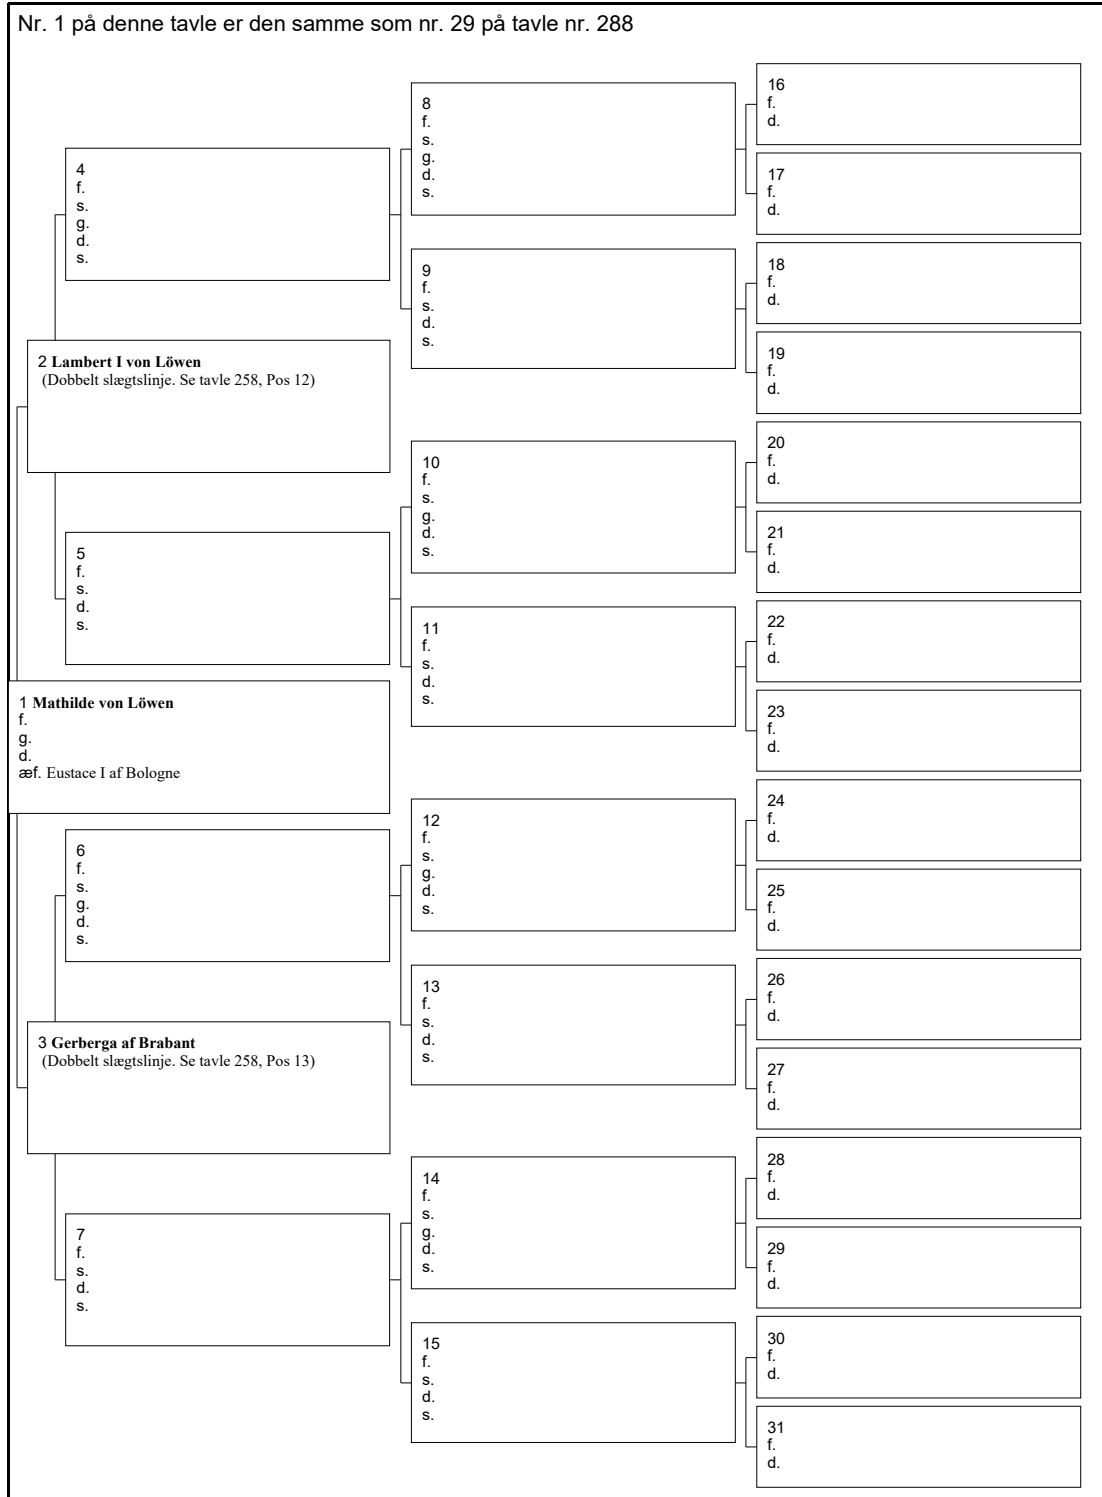 Nr. 1 på denne tavle er den samme som nr. 29 på tavle nr. 288
1 Mathilde von Löwen
f.
g.
d.
æf. Eustace I af Bologne
2 Lambert I von Löwen
(Dobbelt slægtslinje. Se tavle 258, Pos 12)
3 Gerberga af Brabant
(Dobbelt slægtslinje. Se tavle 258, Pos 13)
4
f.
s.
g.
d.
s.
5
f.
s.
d.
s.
6
f.
s.
g.
d.
s.
7
f.
s.
d.
s.
8
f.
s.
g.
d.
s.
9
f.
s.
d.
s.
10
f.
s.
g.
d.
s.
11
f.
s.
d.
s.
12
f.
s.
g.
d.
s.
13
f.
s.
d.
s.
14
f.
s.
g.
d.
s.
15
f.
s.
d.
s.
16
f.
d.
17
f.
d.
18
f.
d.
19
f.
d.
20
f.
d.
21
f.
d.
22
f.
d.
23
f.
d.
24
f.
d.
25
f.
d.
26
f.
d.
27
f.
d.
28
f.
d.
29
f.
d.
30
f.
d.
31
f.
d.